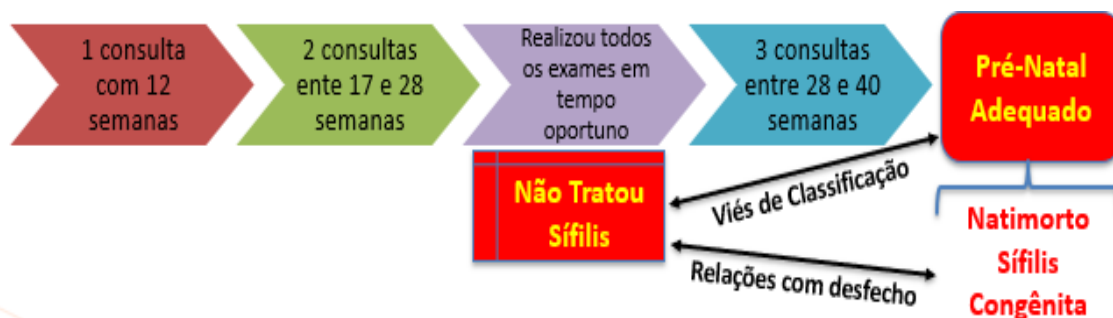 1 consulta
com 12
semanas
2 consultas
ente 17 e 28
semanas
Realizou todos
os exames em
tempo
oportuno
3 consultas
entre 28 e 40
semanas
Pré-Natal
Adequado
Não Tratou
Sífilis
Viés de Classificação
Relações com desfecho
Natimorto
Sífilis
Congênita